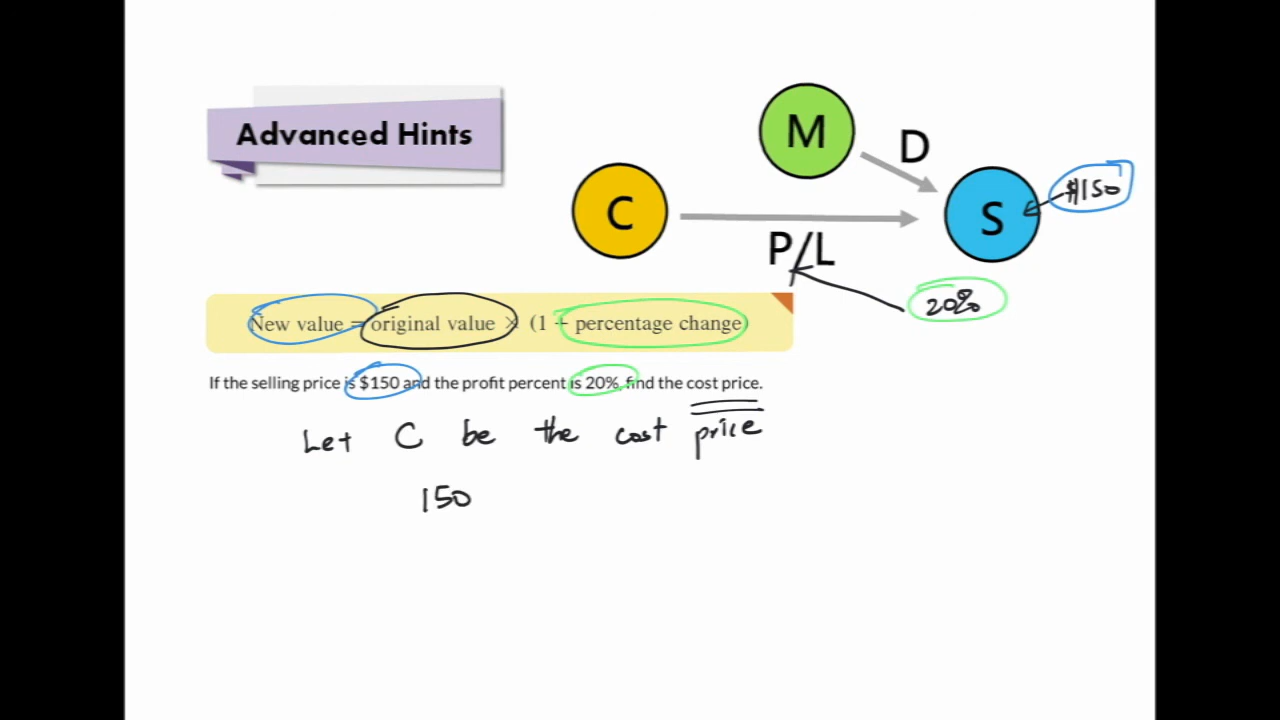 Advanced Hints
M
D
S
$150
C
P/L
20%
New value = original value × (1 + percentage change)
If the selling price is $150 and the profit percent is 20%, find the cost price.
Let C be the cost price
150